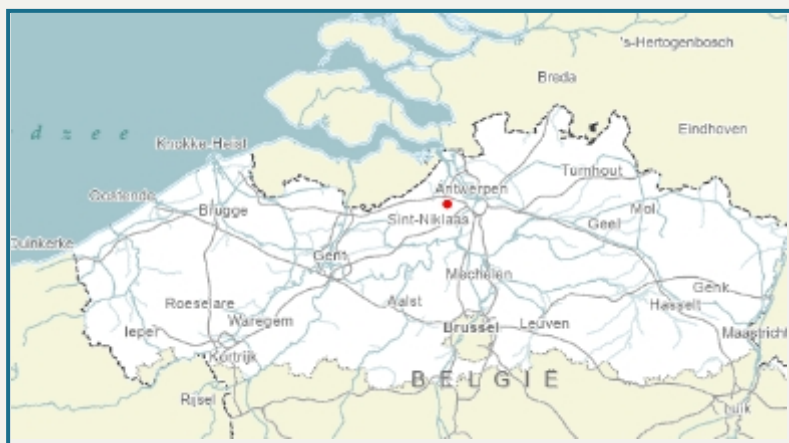 's-Hertogenbosch
Breda
Eindhoven
d z e e
Knokke-Heist
Turnhout
Antwerpen
Oostende
Brugge
Mol
Sint-Niklaas
Geel
Duinkerke
Gent
Mechelen
Genk
Roeselare
Aalst
Hasselt
Waregem
Brussel
Leuven
Ieper
Maastricht
Kortrijk
BELGIË
Rijsel
Luik